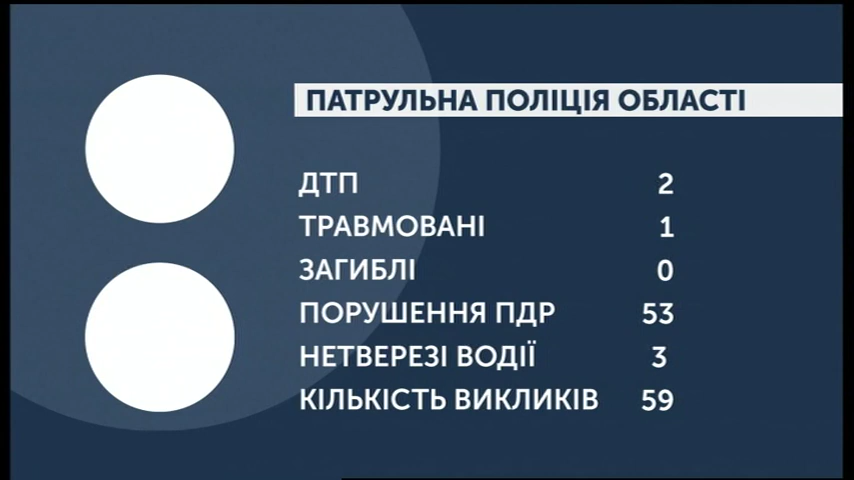 ПАТРУЛЬНА ПОЛІЦІЯ ОБЛАСТІ
ДТП 2
ТРАВМОВАНІ 1
ЗАГИБЛІ 0
ПОРУШЕННЯ ПДР 53
НЕТВЕРЕЗІ ВОДІЇ 3
КІЛЬКІСТЬ ВИКЛИКІВ 59